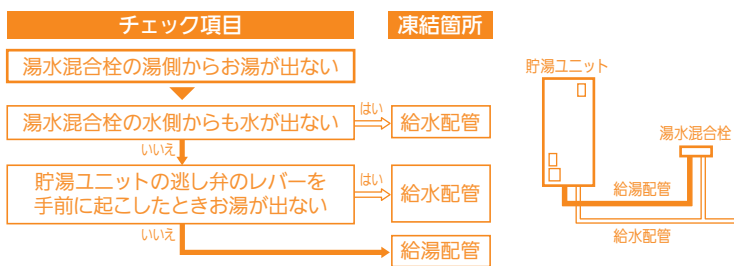 チェック項目
凍結箇所
湯水混合栓の湯側からお湯が出ない
湯水混合栓の水側からも水が出ない
はい
給水配管
いいえ
貯湯ユニットの逃し弁のレバーを
手前に起こしたときお湯が出ない
はい
給水配管
いいえ
給湯配管
貯湯ユニット
湯水混合栓
給湯配管
給水配管